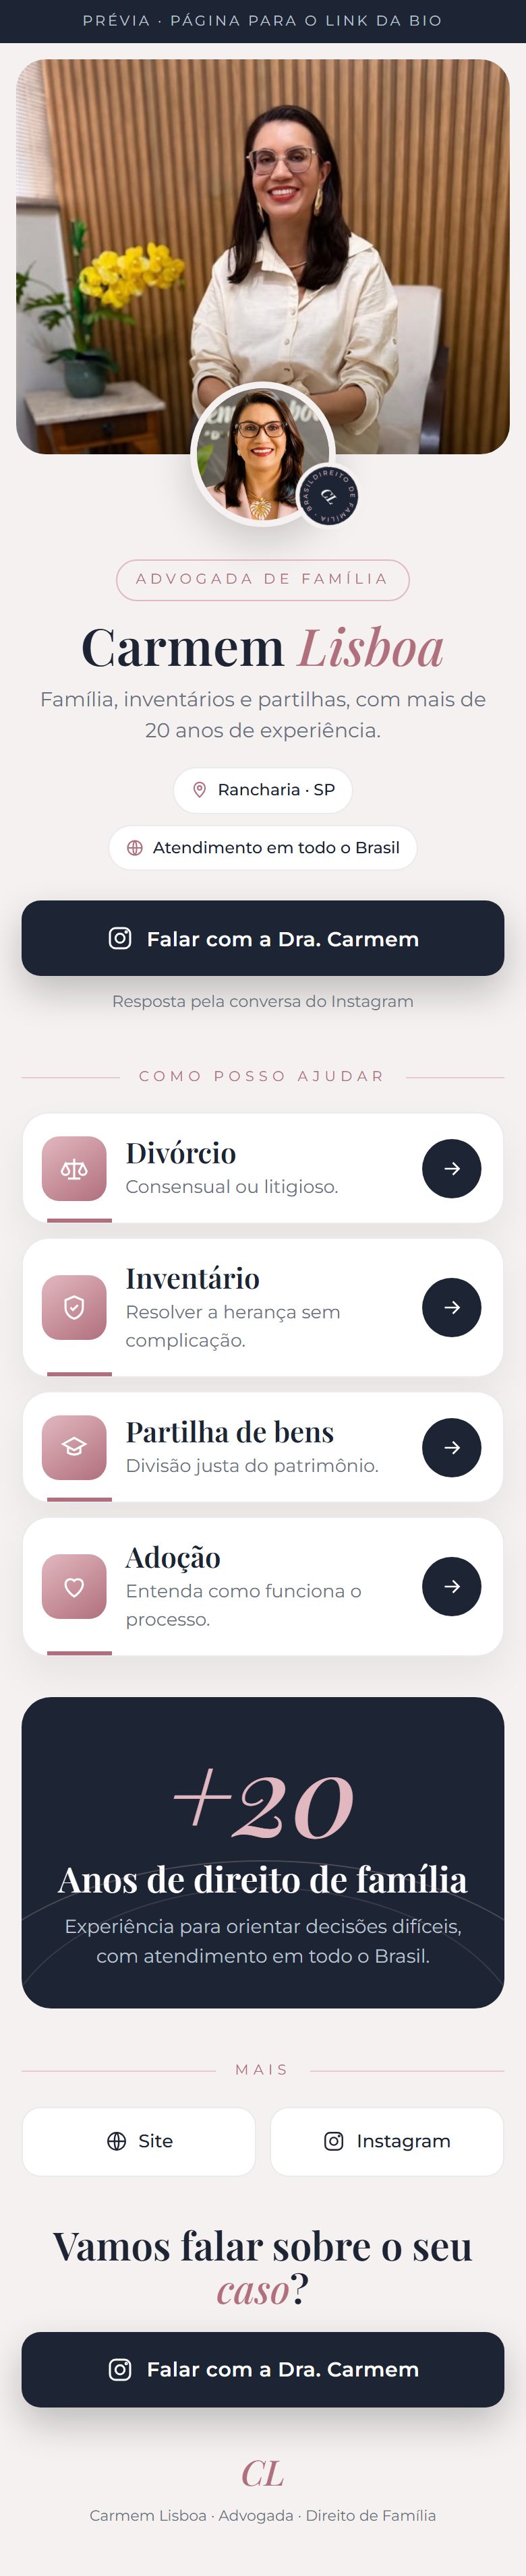 PRÉVIA · PÁGINA PARA O LINK DA BIO
DIREITO DE FAMÍLIA · BRASIL
CL
ADVOGADA DE FAMÍLIA
Carmem Lisboa
Família, inventários e partilhas, com mais de
20 anos de experiência.
Rancharia · SP
Atendimento em todo o Brasil
Falar com a Dra. Carmem
Resposta pela conversa do Instagram
COMO POSSO AJUDAR
Divórcio
Consensual ou litigioso.
Inventário
Resolver a herança sem
complicação.
Partilha de bens
Divisão justa do patrimônio.
Adoção
Entenda como funciona o
processo.
+20
Anos de direito de família
Experiência para orientar decisões difíceis,
com atendimento em todo o Brasil.
MAIS
Site
Instagram
Vamos falar sobre o seu
caso?
Falar com a Dra. Carmem
CL
Carmem Lisboa · Advogada · Direito de Família